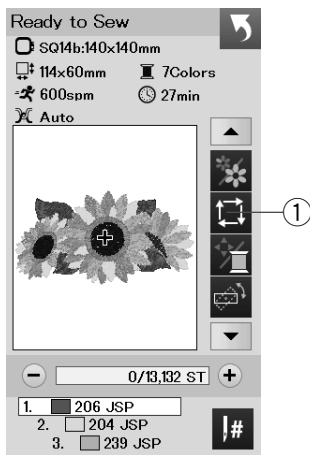 Ready to Sew
SQ14b:140x140mm
114x60mm 7Colors
600spm 27min
Auto
1
0/13,132 ST
1. 206 JSP
2. 204 JSP
3. 239 JSP
#